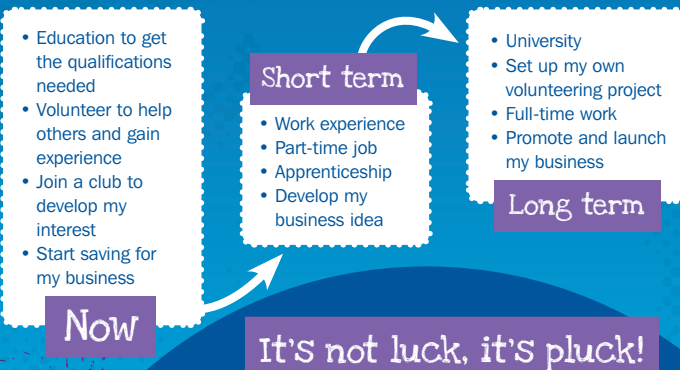 • Education to get
the qualifications
needed
• Volunteer to help
others and gain
experience
• Join a club to
develop my
interest
• Start saving for
my business
Now
Short term
• Work experience
• Part-time job
• Apprenticeship
• Develop my
business idea
• University
• Set up my own
volunteering project
• Full-time work
• Promote and launch
my business
Long term
It's not luck, it's pluck!